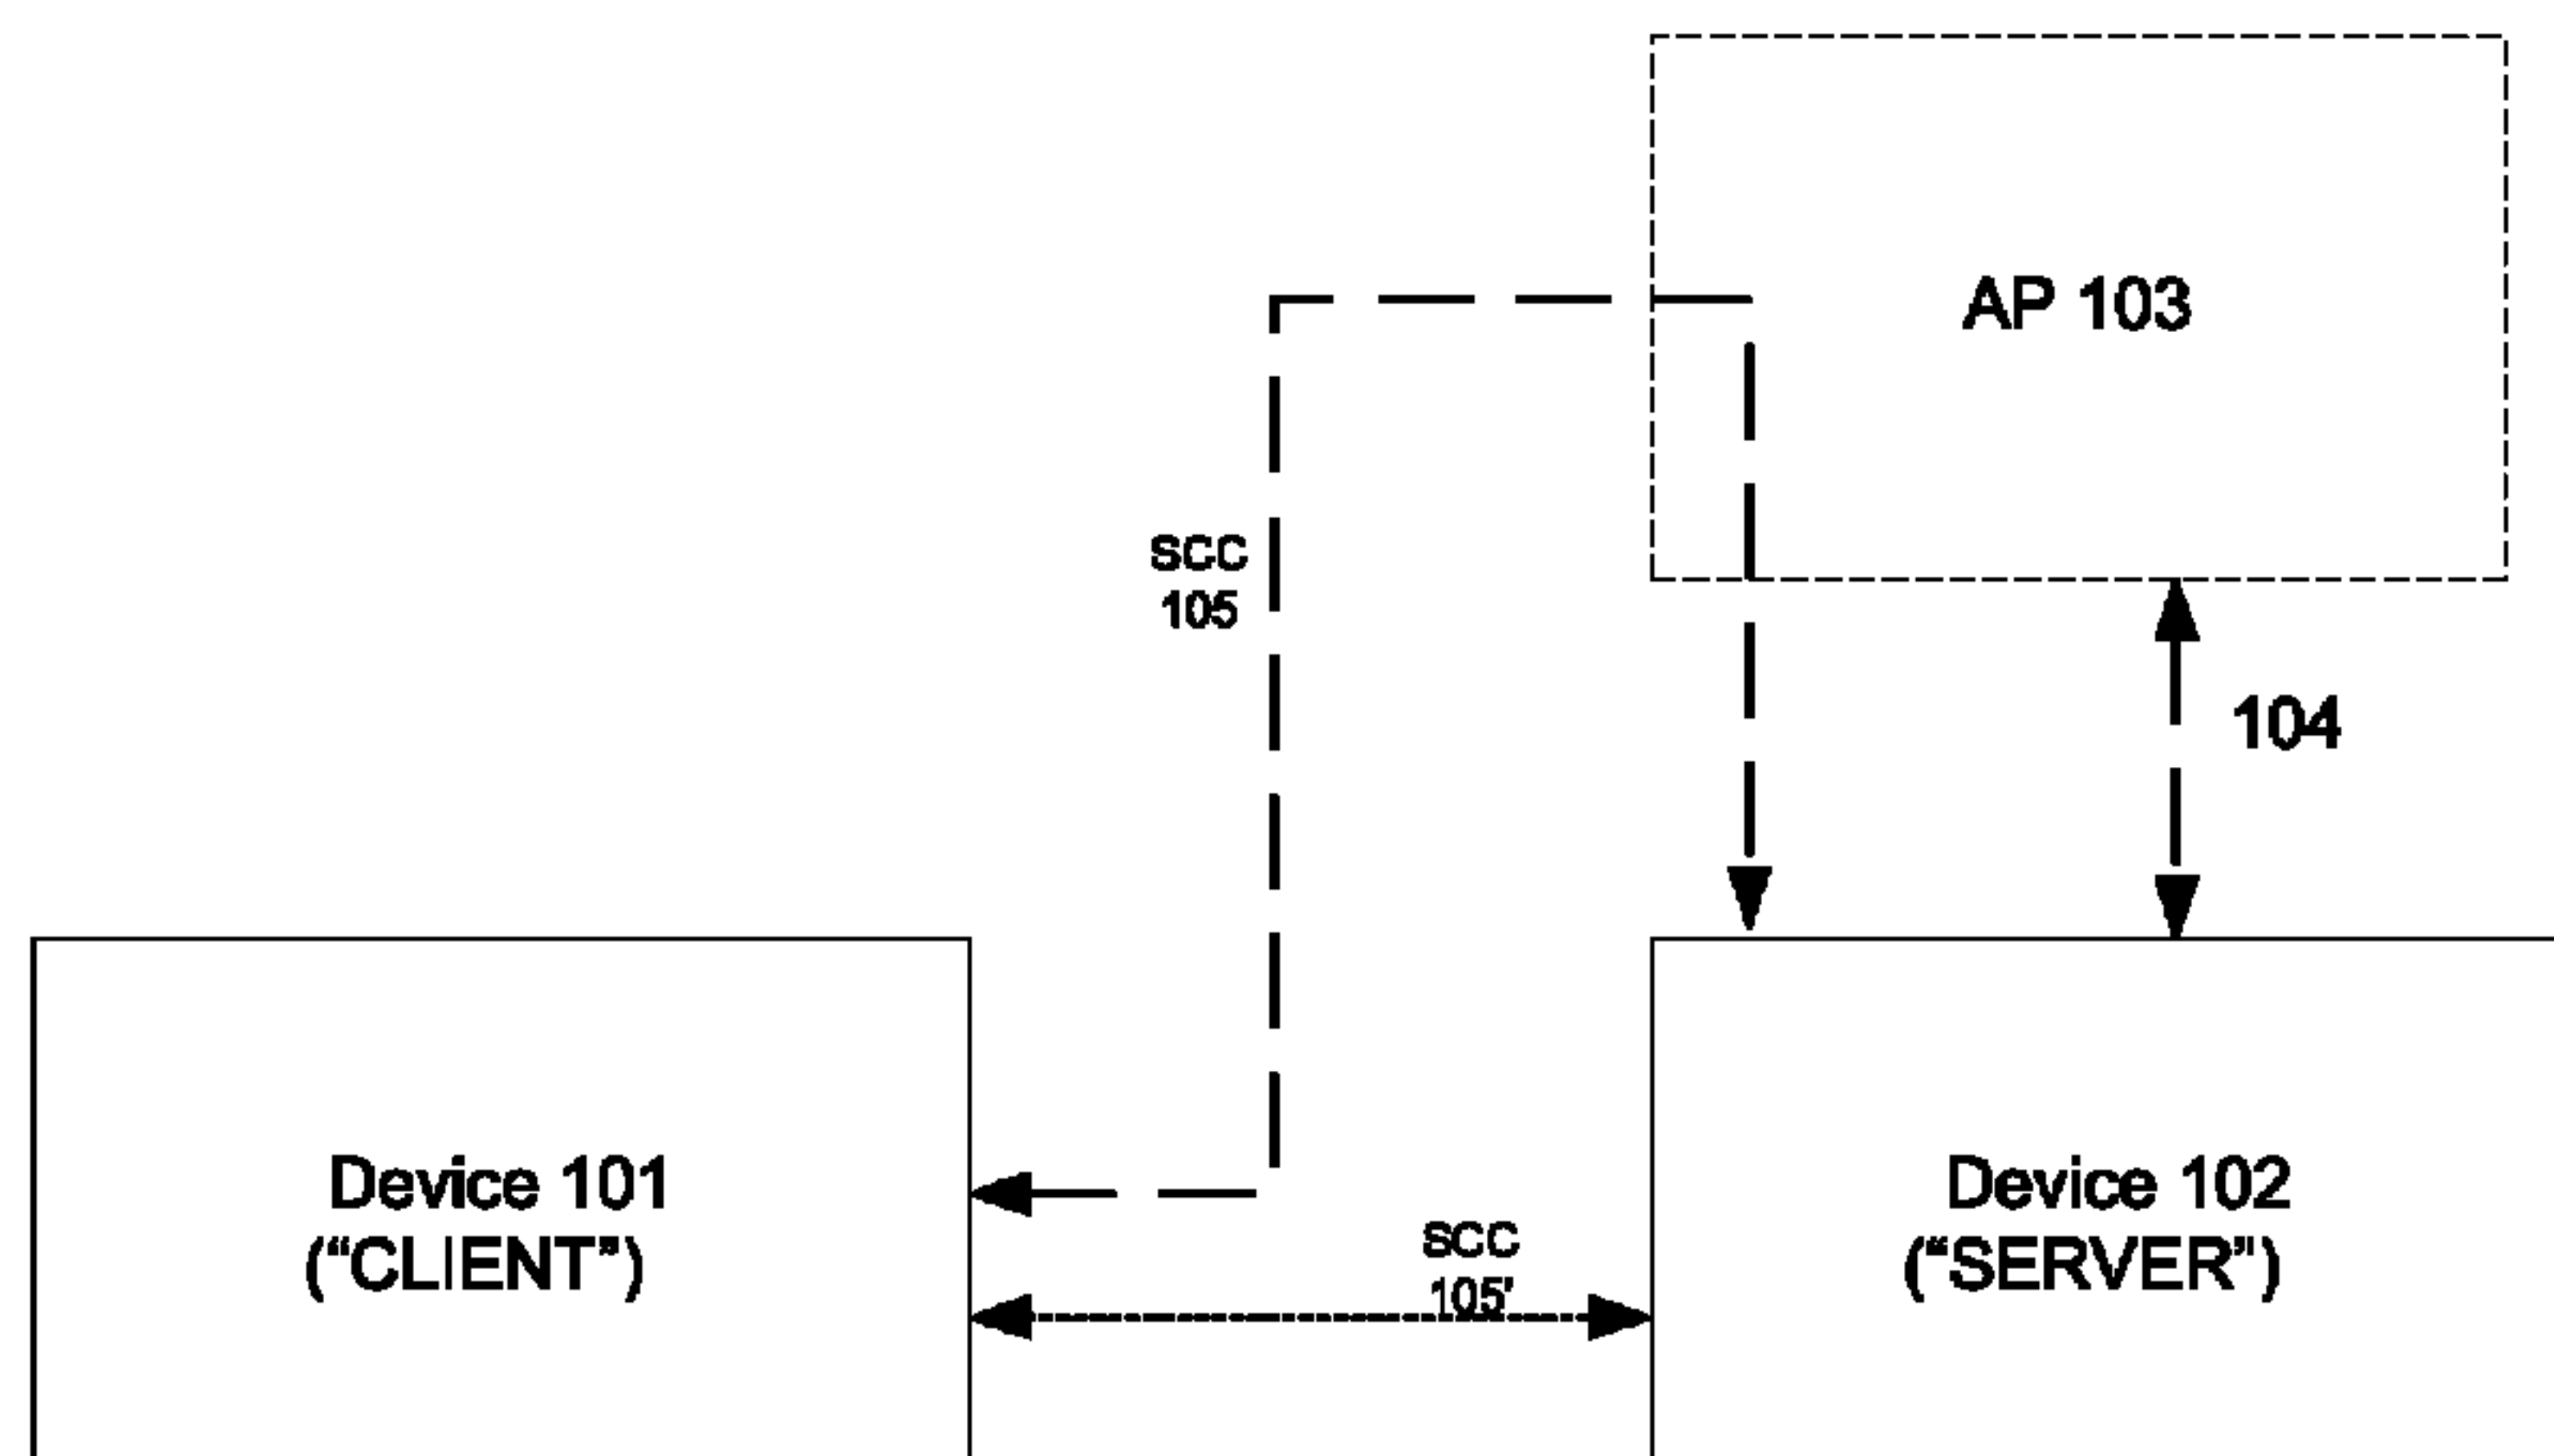 AP 103
SCC
105
104
Device 101
(“CLIENT”)
SCC
105'
Device 102
(“SERVER”)